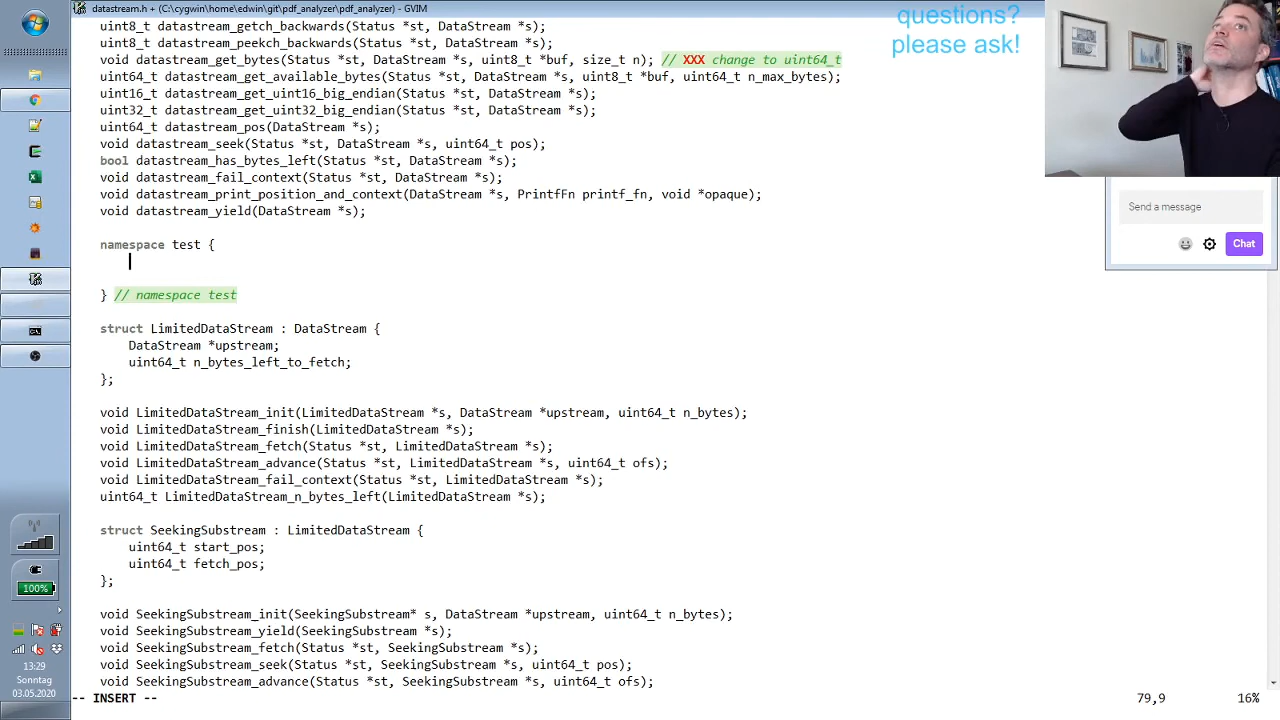 datastream.h + (C:\cygwin\home\edwin\git\pdf_analyzer\pdf_analyzer) - GVIM
questions?
please ask!
uint8_t datastream_getch_backwards(Status *st, DataStream *s);
uint8_t datastream_peekch_backwards(Status *st, DataStream *s);
void datastream_get_bytes(Status *st, DataStream *s, uint8_t *buf, size_t n); // XXX change to uint64_t
uint64_t datastream_get_available_bytes(Status *st, DataStream *s, uint8_t *buf, uint64_t n_max_bytes);
uint16_t datastream_get_uint16_big_endian(Status *st, DataStream *s);
uint32_t datastream_get_uint32_big_endian(Status *st, DataStream *s);
uint64_t datastream_pos(DataStream *s);
void datastream_seek(Status *st, DataStream *s, uint64_t pos);
bool datastream_has_bytes_left(Status *st, DataStream *s);
void datastream_fail_context(Status *st, DataStream *s);
void datastream_print_position_and_context(DataStream *s, PrintfFn printf_fn, void *opaque);
void datastream_yield(DataStream *s);
namespace test {
} // namespace test
struct LimitedDataStream : DataStream {
DataStream *upstream;
uint64_t n_bytes_left_to_fetch;
};
void LimitedDataStream_init(LimitedDataStream *s, DataStream *upstream, uint64_t n_bytes);
void LimitedDataStream_finish(LimitedDataStream *s);
void LimitedDataStream_fetch(Status *st, LimitedDataStream *s);
void LimitedDataStream_advance(Status *st, LimitedDataStream *s, uint64_t ofs);
void LimitedDataStream_fail_context(Status *st, LimitedDataStream *s);
uint64_t LimitedDataStream_n_bytes_left(LimitedDataStream *s);
struct SeekingSubstream : LimitedDataStream {
uint64_t start_pos;
uint64_t fetch_pos;
};
void SeekingSubstream_init(SeekingSubstream* s, DataStream *upstream, uint64_t n_bytes);
void SeekingSubstream_yield(SeekingSubstream *s);
void SeekingSubstream_fetch(Status *st, SeekingSubstream *s);
void SeekingSubstream_seek(Status *st, SeekingSubstream *s, uint64_t pos);
void SeekingSubstream_advance(Status *st, SeekingSubstream *s, uint64_t ofs);
-- INSERT --
79,9
16%
Send a message
Chat
100%
13:29
Sonntag
03.05.2020